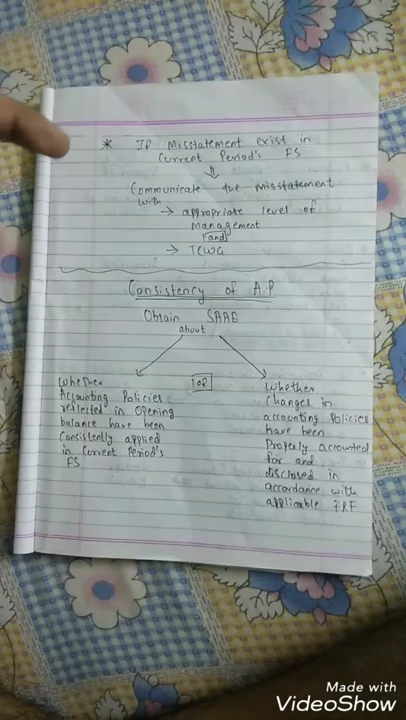 * If Misstatement exist in
Current Period's FS
⇓
Communicate the misstatement
with
→ appropriate level of
management
and
→ TCWG
Consistency of A.P
Obtain SAAE
about
Whether
Accounting Policies
reflected in Opening
balance have been
Consistently applied
in Current Period's
FS
or
Whether
changes in
accounting Policies
have been
Properly accounted
for and
disclosed in
accordance with
applicable FRF
Made with
VideoShow